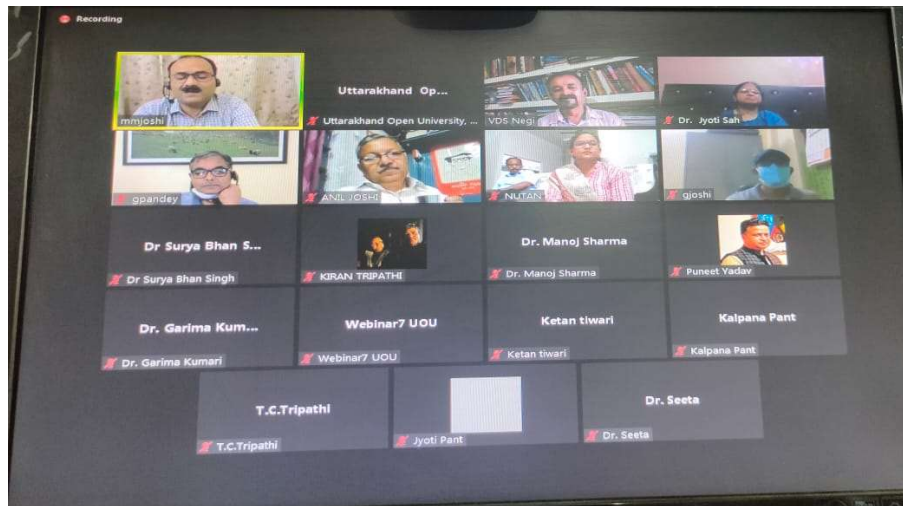 Recording
mmjoshi
Uttarakhand Op...
Uttarakhand Open University, ...
VDS Negi
Dr. Jyoti Sah
gpandey
ANIL JOSHI
NUTAN
gjoshi
Dr Surya Bhan S...
Dr Surya Bhan Singh
KIRAN TRIPATHI
Dr. Manoj Sharma
Dr. Manoj Sharma
Puneet Yadav
Dr. Garima Kum...
Dr. Garima Kumari
Webinar7 UOU
Webinar7 UOU
Ketan tiwari
Ketan tiwari
Kalpana Pant
Kalpana Pant
T.C.Tripathi
T.C.Tripathi
Jyoti Pant
Dr. Seeta
Dr. Seeta